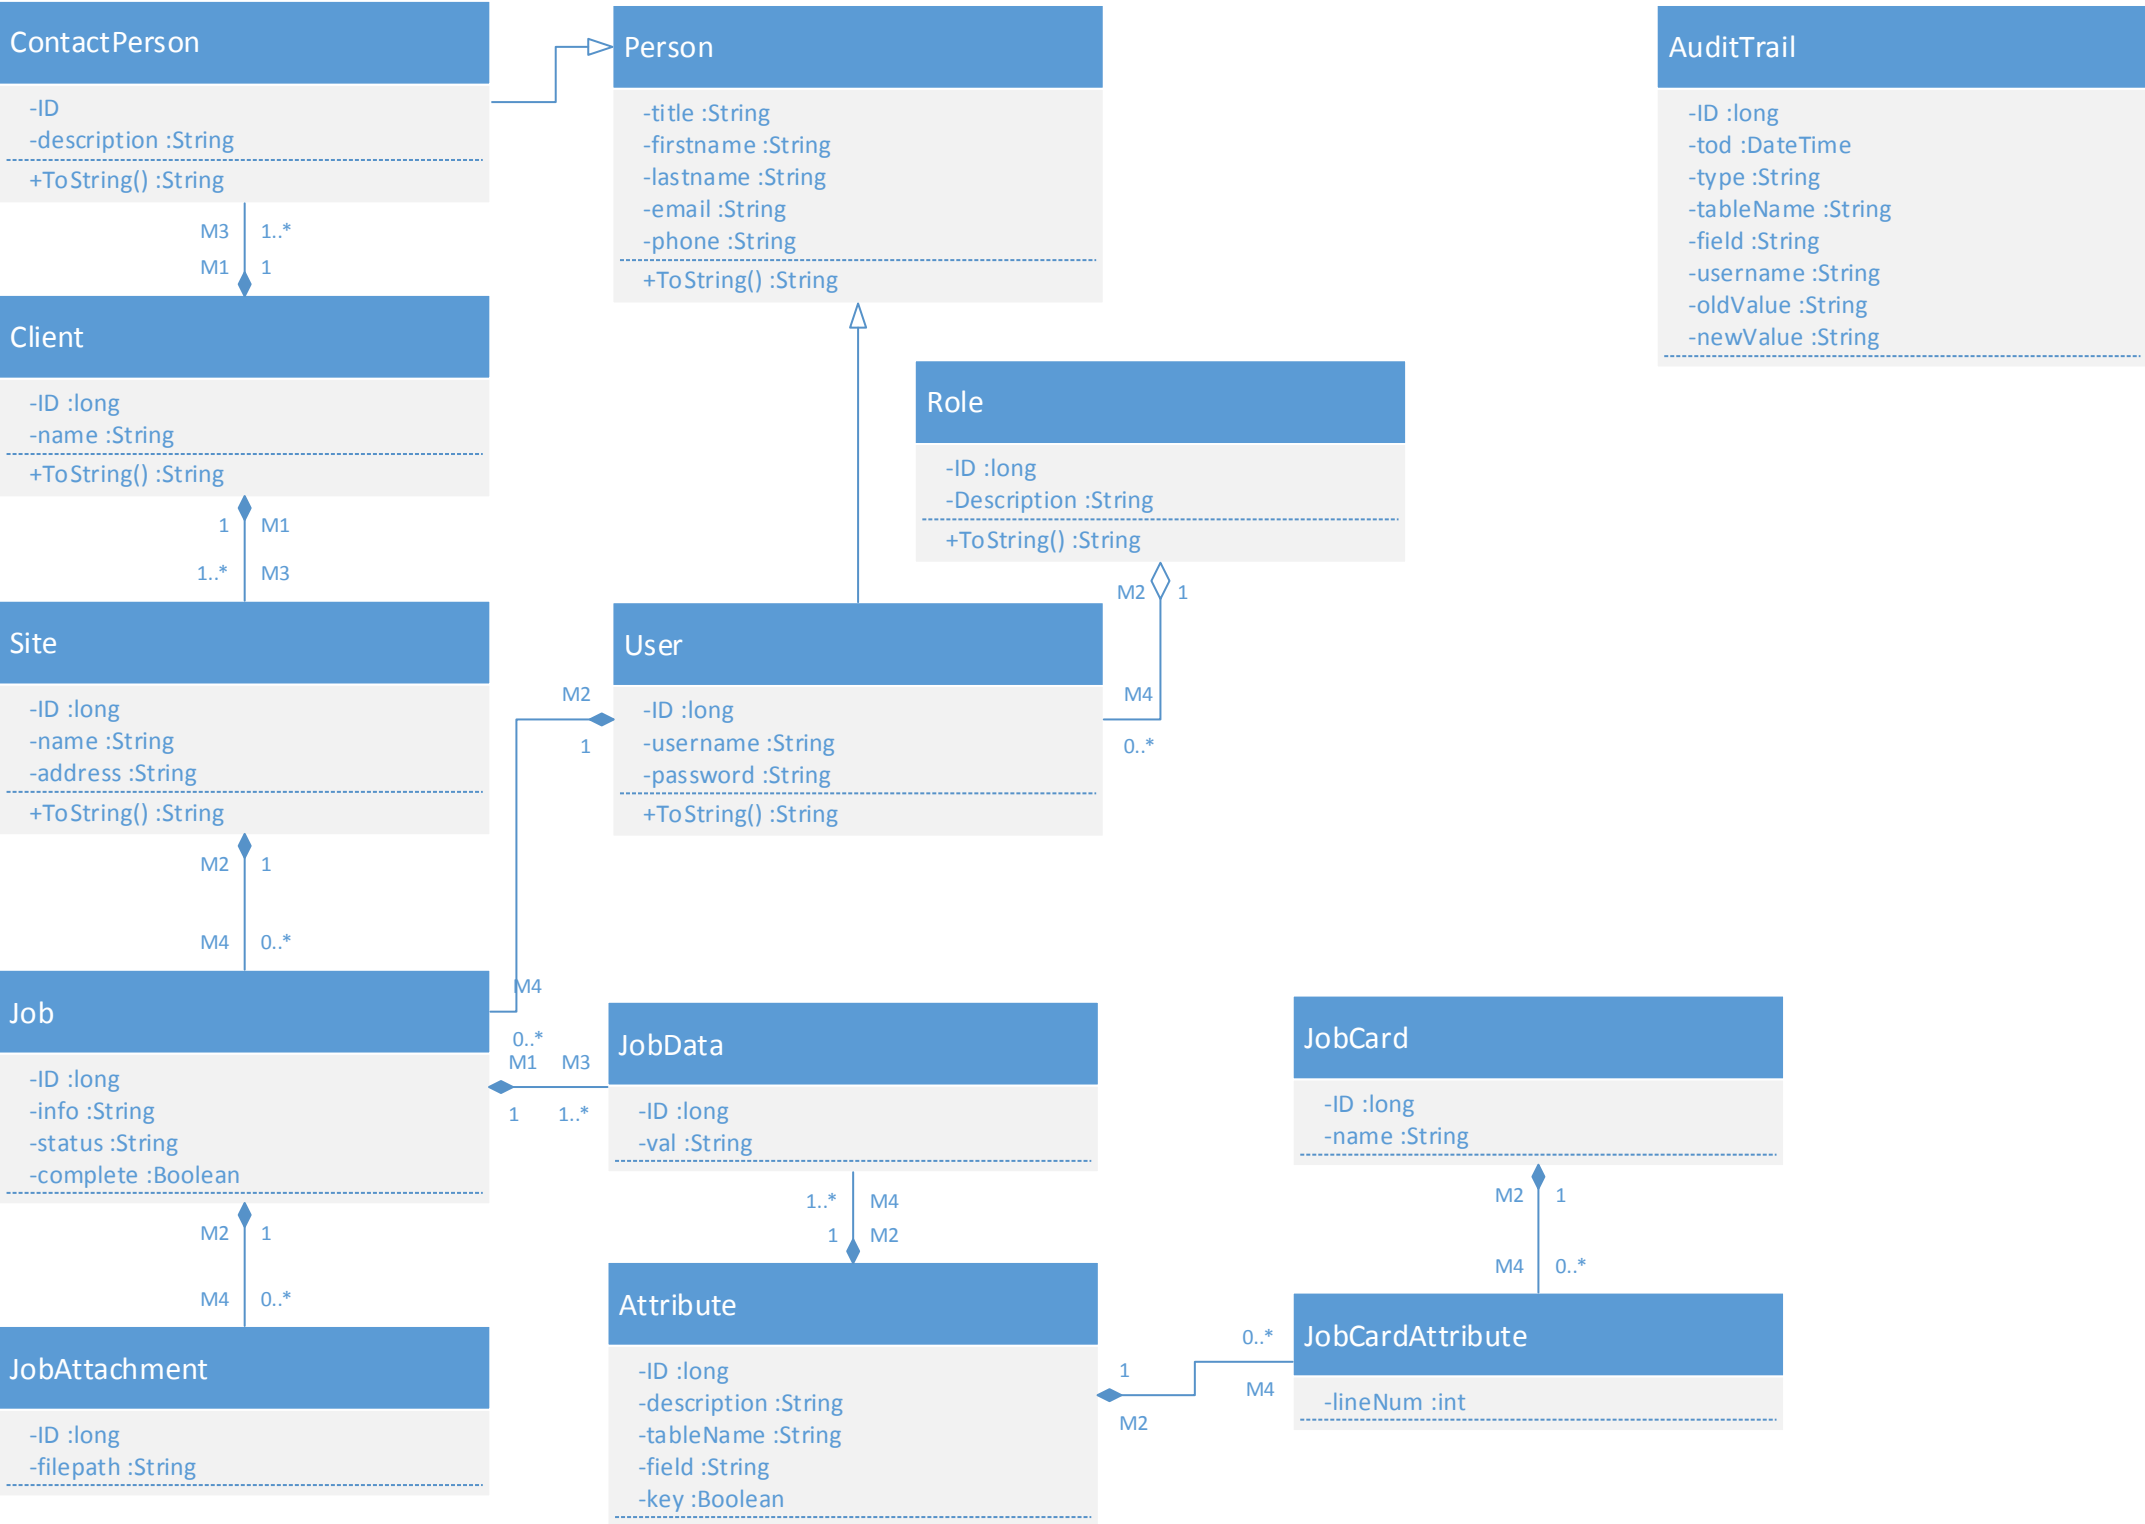 ContactPerson
-ID
-description :String
+ToString() :String
M3
1..*
M1
1
Client
-ID :long
-name :String
+ToString() :String
1
M1
1..*
M3
Site
-ID :long
-name :String
-address :String
+ToString() :String
M2
1
M4
0..*
Job
-ID :long
-info :String
-status :String
-complete :Boolean
M2
1
M4
0..*
JobAttachment
-ID :long
-filepath :String
Person
-title :String
-firstname :String
-lastname :String
-email :String
-phone :String
+ToString() :String
Role
-ID :long
-Description :String
+ToString() :String
M2
1
M4
0..*
User
-ID :long
-username :String
-password :String
+ToString() :String
M2
1
M4
0..*
M1
M3
1
1..*
JobData
-ID :long
-val :String
1..*
M4
1
M2
Attribute
-ID :long
-description :String
-tableName :String
-field :String
-key :Boolean
1
M2
0..*
M4
JobCard
-ID :long
-name :String
M2
1
M4
0..*
JobCardAttribute
-lineNum :int
AuditTrail
-ID :long
-tod :DateTime
-type :String
-tableName :String
-field :String
-username :String
-oldValue :String
-newValue :String